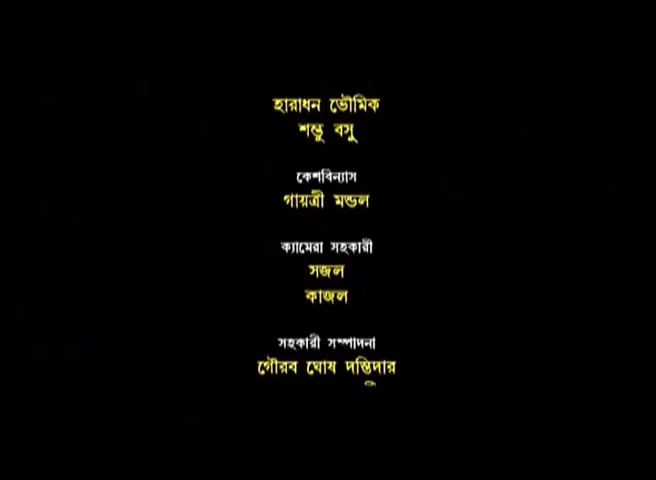 হারাধন ভৌমিক
শম্ভু বসু
কেশবিন্যাস
গায়ত্রী মন্ডল
ক্যামেরা সহকারী
সজল
কাজল
সহকারী সম্পাদনা
গৌরব ঘোষ দস্তিদার